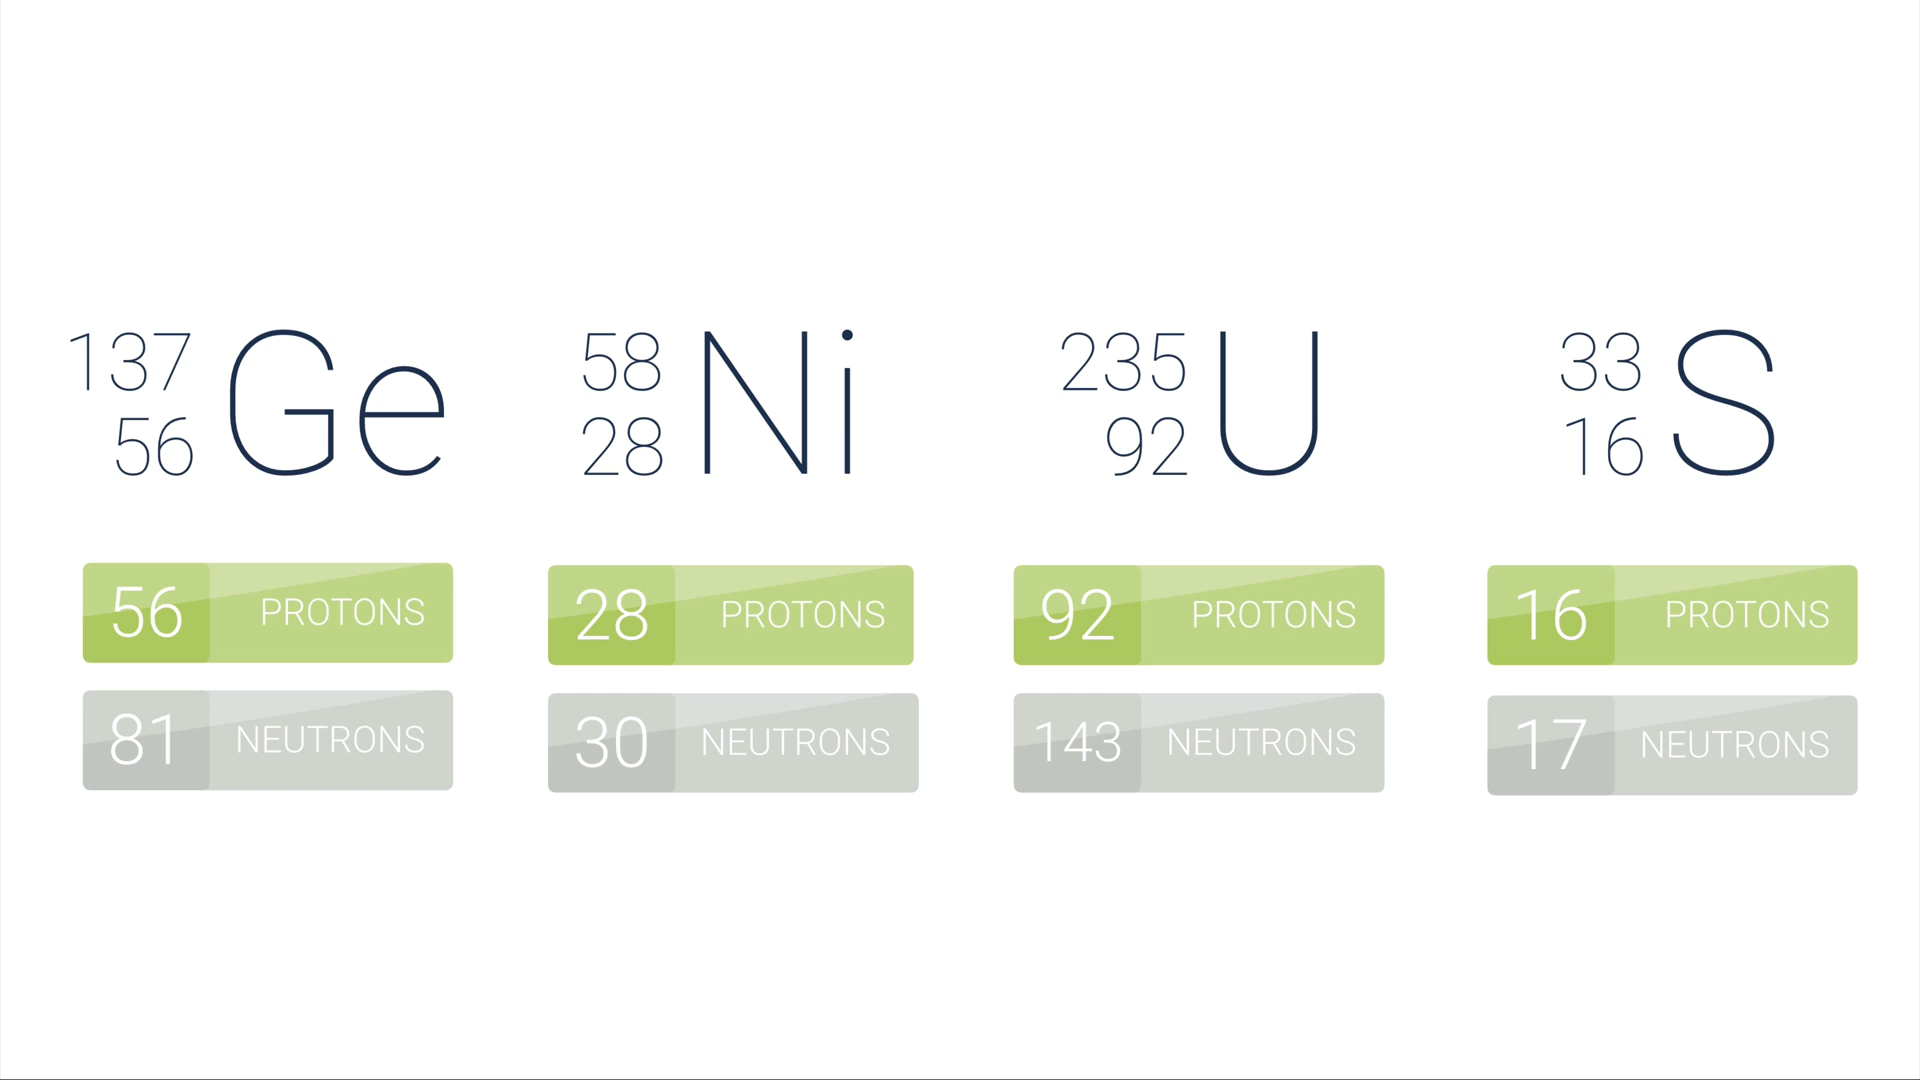 137
56
Ge
58
28
Ni
235
92
U
33
16
S
56 PROTONS
28 PROTONS
92 PROTONS
16 PROTONS
81 NEUTRONS
30 NEUTRONS
143 NEUTRONS
17 NEUTRONS